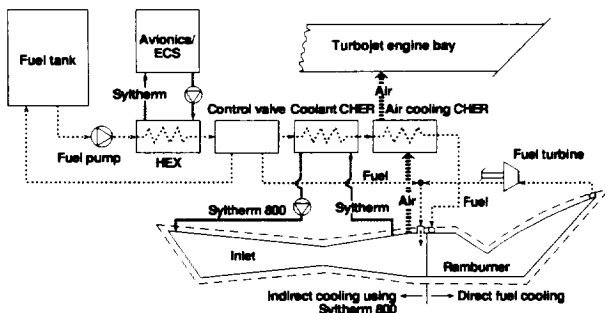 Fuel tank
Avionics/
ECS
Turbojet engine bay
Syltherm
Air
Control valve
Coolant CHER
Air cooling CHER
Fuel pump
HEX
Fuel
Fuel turbine
Syltherm 800
Syltherm
Air
Fuel
Inlet
Ramburner
Indirect cooling using
Syltherm 800
Direct fuel cooling